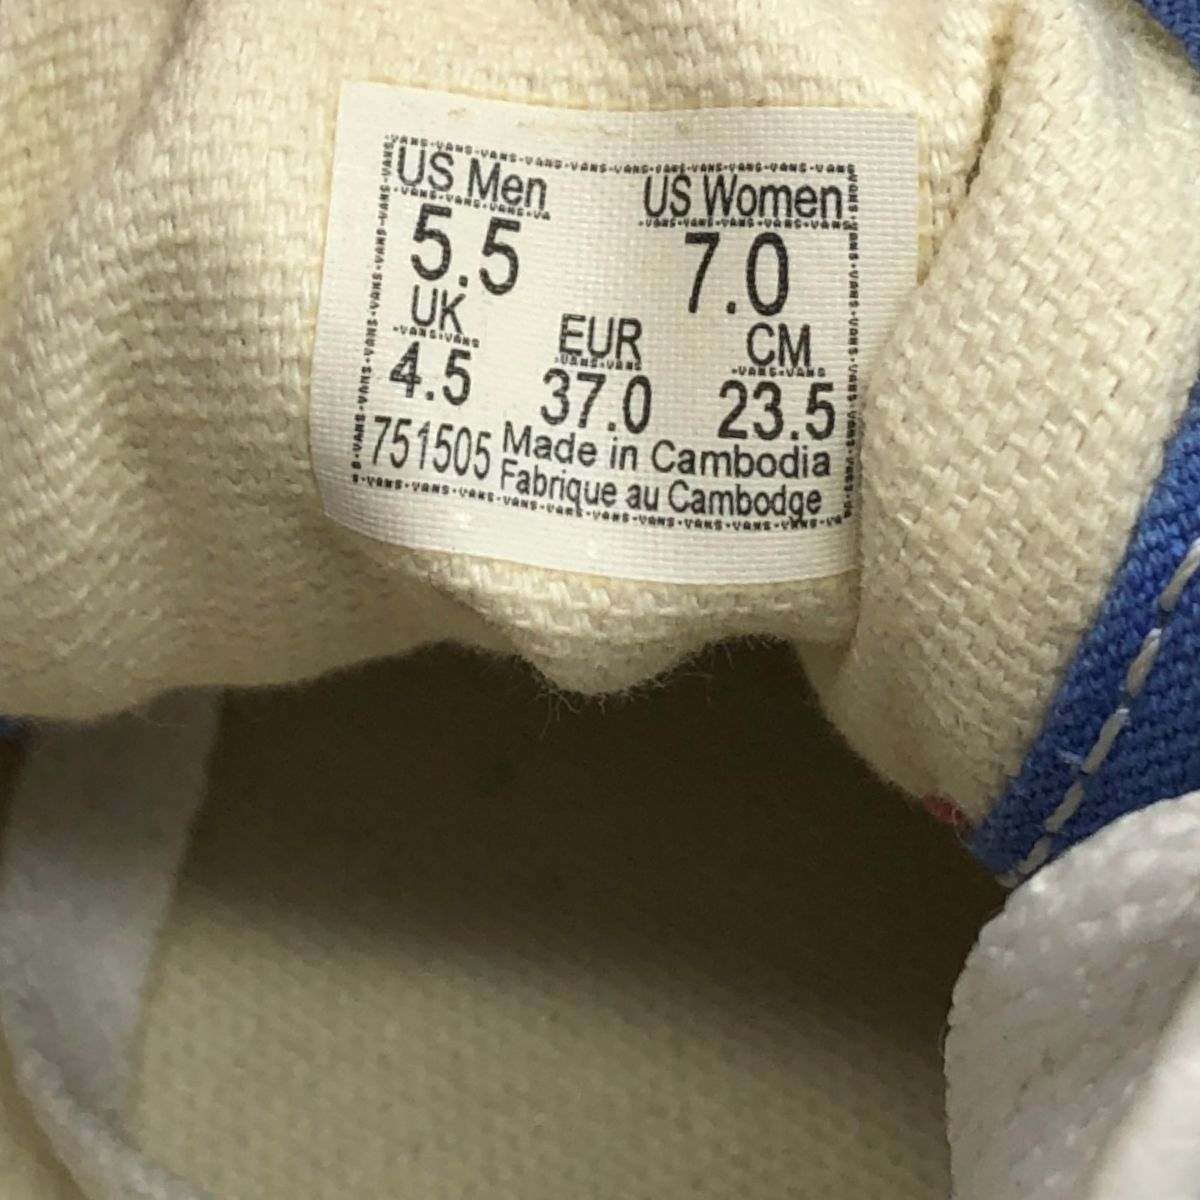 US Men US Women
5.5 7.0
UK EUR CM
4.5 37.0 23.5
751505 Made in Cambodia
Fabrique au Cambodge